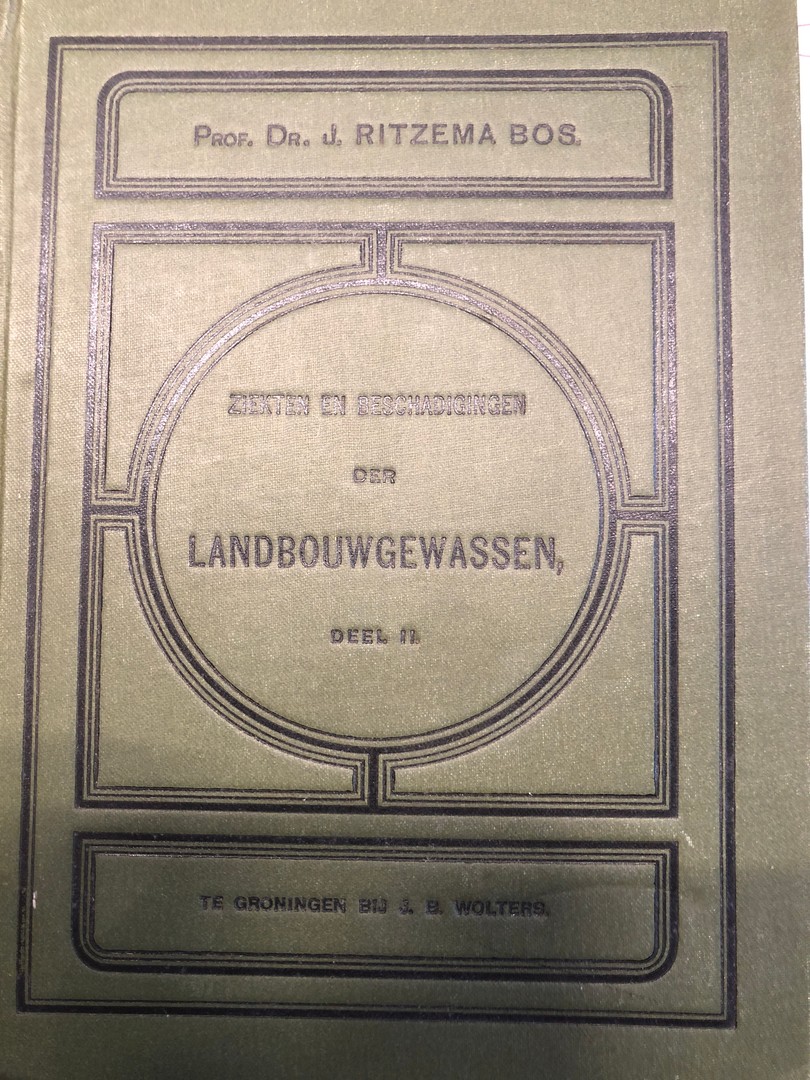 PROF. DR. J. RITZEMA BOS.
ZIEKTEN EN BESCHADIGINGEN
DER
LANDBOUWGEWASSEN,
DEEL II.
TE GRONINGEN BIJ J. B. WOLTERS.